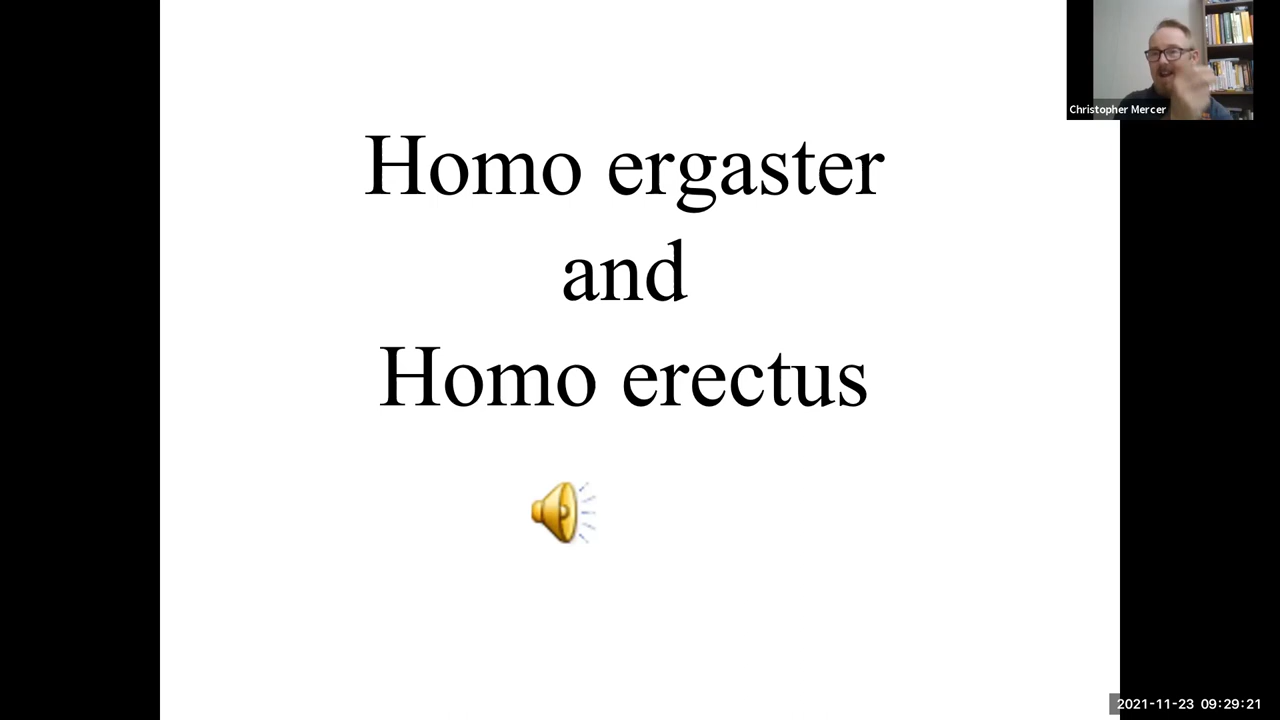 Homo ergaster
and
Homo erectus
Christopher Mercer
2021-11-23 09:29:21